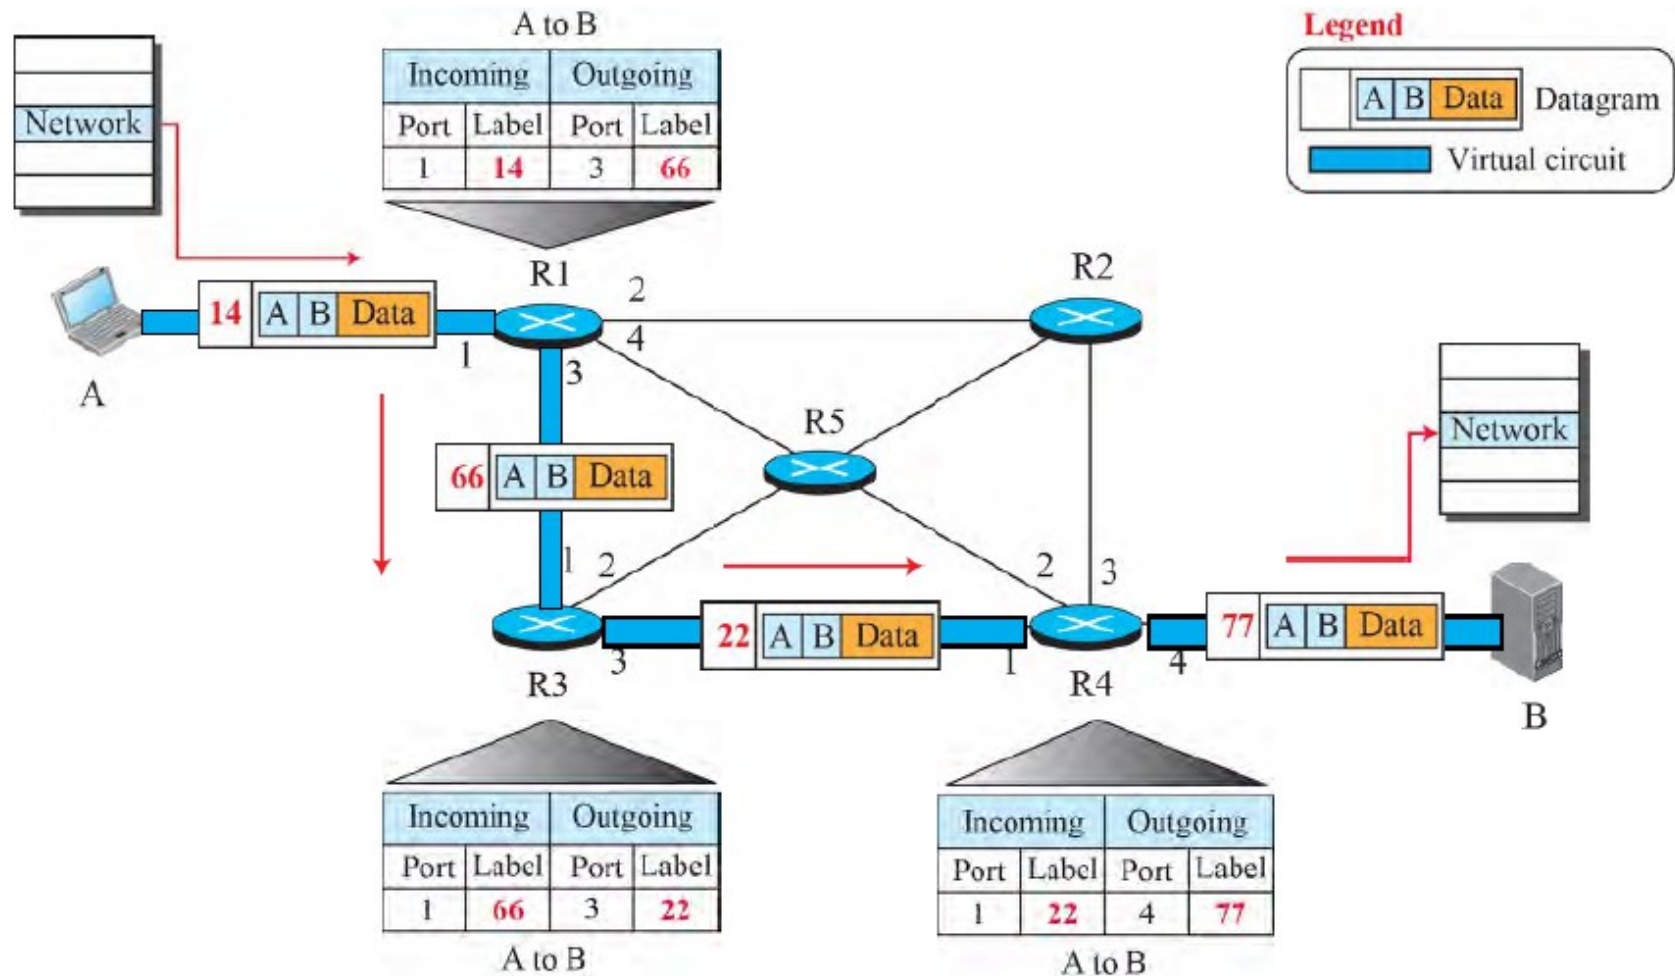 A to B
Legend
Incoming Outgoing
Port Label Port Label
1 14 3 66
A B Data Datagram
Virtual circuit
Network
R1
R2
14 A B Data
1
2
4
3
A
R5
66 A B Data
Network
1
2
2
3
22 A B Data
77 A B Data
3
1
4
R3
R4
B
Incoming Outgoing
Port Label Port Label
1 66 3 22
A to B
Incoming Outgoing
Port Label Port Label
1 22 4 77
A to B